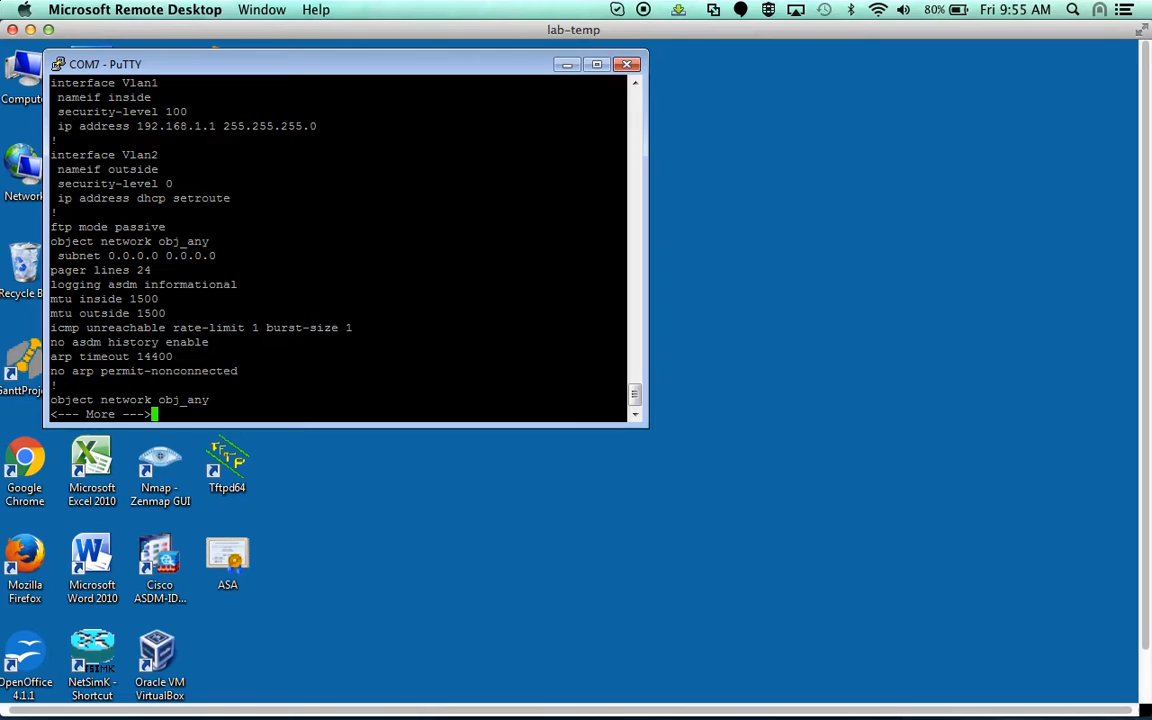 Microsoft Remote Desktop Window Help 80% Fri 9:55 AM
lab-temp
COM7 - PuTTY
interface Vlan1
nameif inside
security-level 100
ip address 192.168.1.1 255.255.255.0
!
interface Vlan2
nameif outside
security-level 0
ip address dhcp setroute
!
ftp mode passive
object network obj_any
subnet 0.0.0.0 0.0.0.0
pager lines 24
logging asdm informational
mtu inside 1500
mtu outside 1500
icmp unreachable rate-limit 1 burst-size 1
no asdm history enable
arp timeout 14400
no arp permit-nonconnected
!
object network obj_any
<--- More --->
Comput
Network
Recycle B
GanttProj
Google
Chrome
Microsoft
Excel 2010
Nmap -
Zenmap GUI
TFTP
Tftpd64
Mozilla
Firefox
Microsoft
Word 2010
Cisco
ASDM-ID...
ASA
OpenOffice
4.1.1
NetSimK -
Shortcut
Oracle VM
VirtualBox